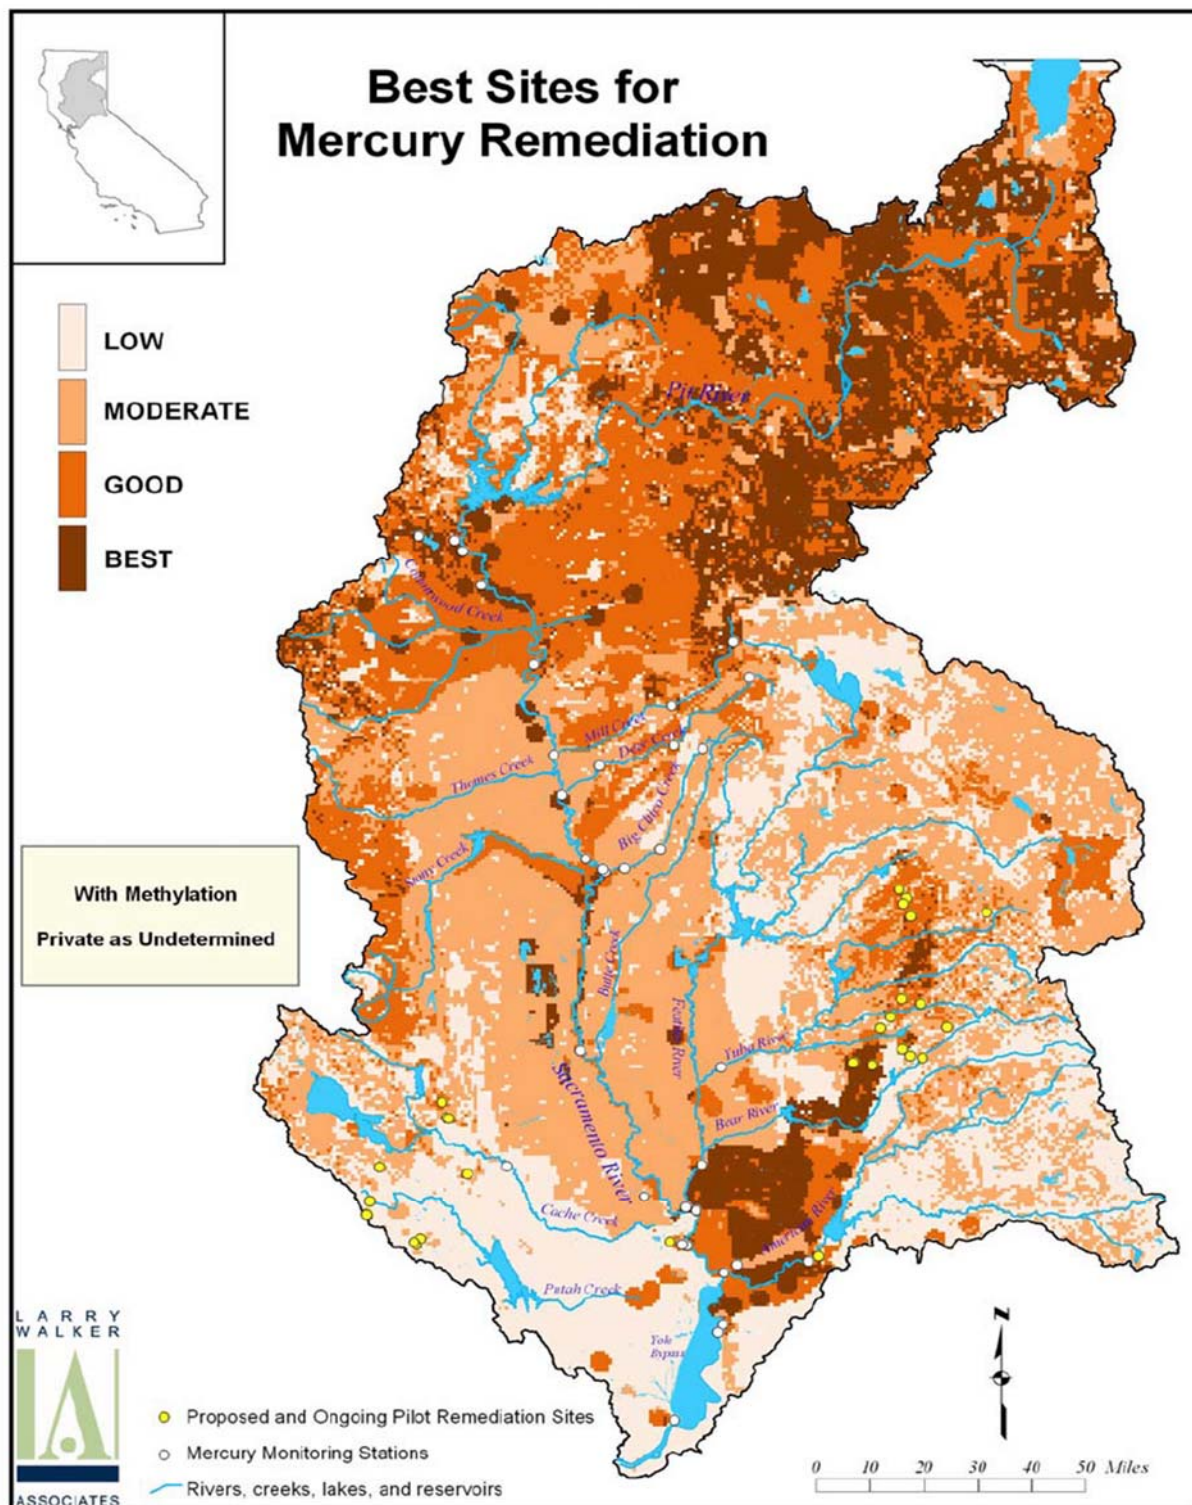 Best Sites for
Mercury Remediation
LOW
MODERATE
GOOD
BEST
Pit River
Cottonwood Creek
Mill Creek
Deer Creek
Thomes Creek
Big Chico Creek
Stony Creek
With Methylation
Private as Undetermined
Butte Creek
Feather River
Yuba River
Sacramento River
Bear River
Cache Creek
American River
Putah Creek
Yolo
Bypass
N
LARRY
WALKER
ASSOCIATES
Proposed and Ongoing Pilot Remediation Sites
Mercury Monitoring Stations
Rivers, creeks, lakes, and reservoirs
0 10 20 30 40 50 Miles